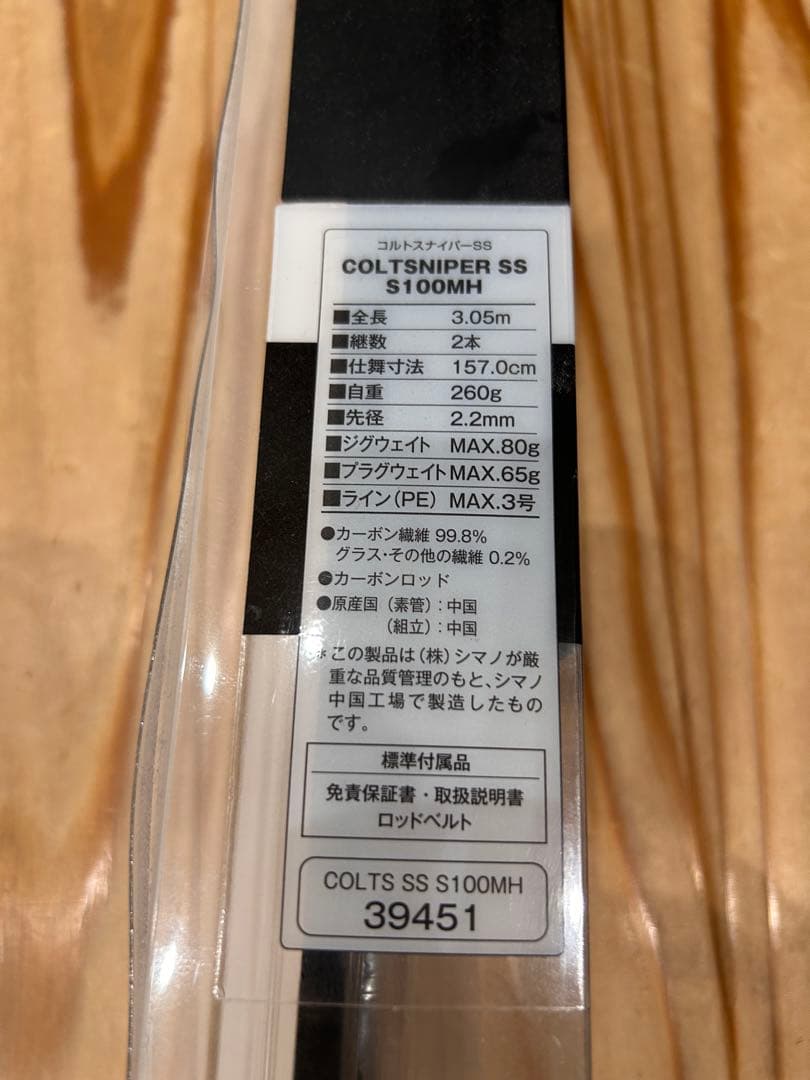 コルトスナイパーSS
COLTSNIPER SS
S100MH
■全長 3.05m
■継数 2本
■仕舞寸法 157.0cm
■自重 260g
■先径 2.2mm
■ジグウェイト MAX.80g
■プラグウェイト MAX.65g
■ライン(PE) MAX.3号
●カーボン繊維 99.8%
グラス・その他の繊維 0.2%
●カーボンロッド
●原産国(素管):中国
(組立):中国
*この製品は(株)シマノが厳
重な品質管理のもと、シマノ
中国工場で製造したもの
です。
標準付属品
免責保証書・取扱説明書
ロッドベルト
COLTS SS S100MH
39451